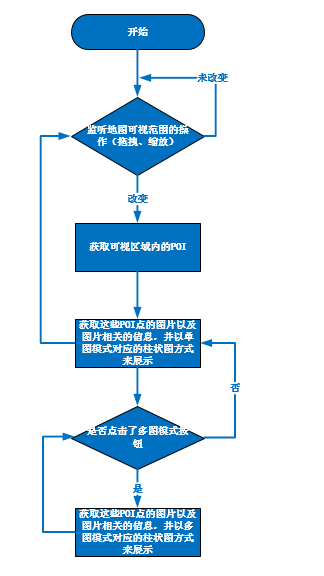 开始
未改变
监听地图可视范围的操
作（拖拽、缩放）
改变
获取可视区域内的POI
获取这些POI点的图片以及
图片相关的信息，并以单
图模式对应的柱状图方式
来展示
否
是否点击了多图模式按
钮
是
获取这些POI点的图片以及
图片相关的信息，并以多
图模式对应的柱状图方式
来展示